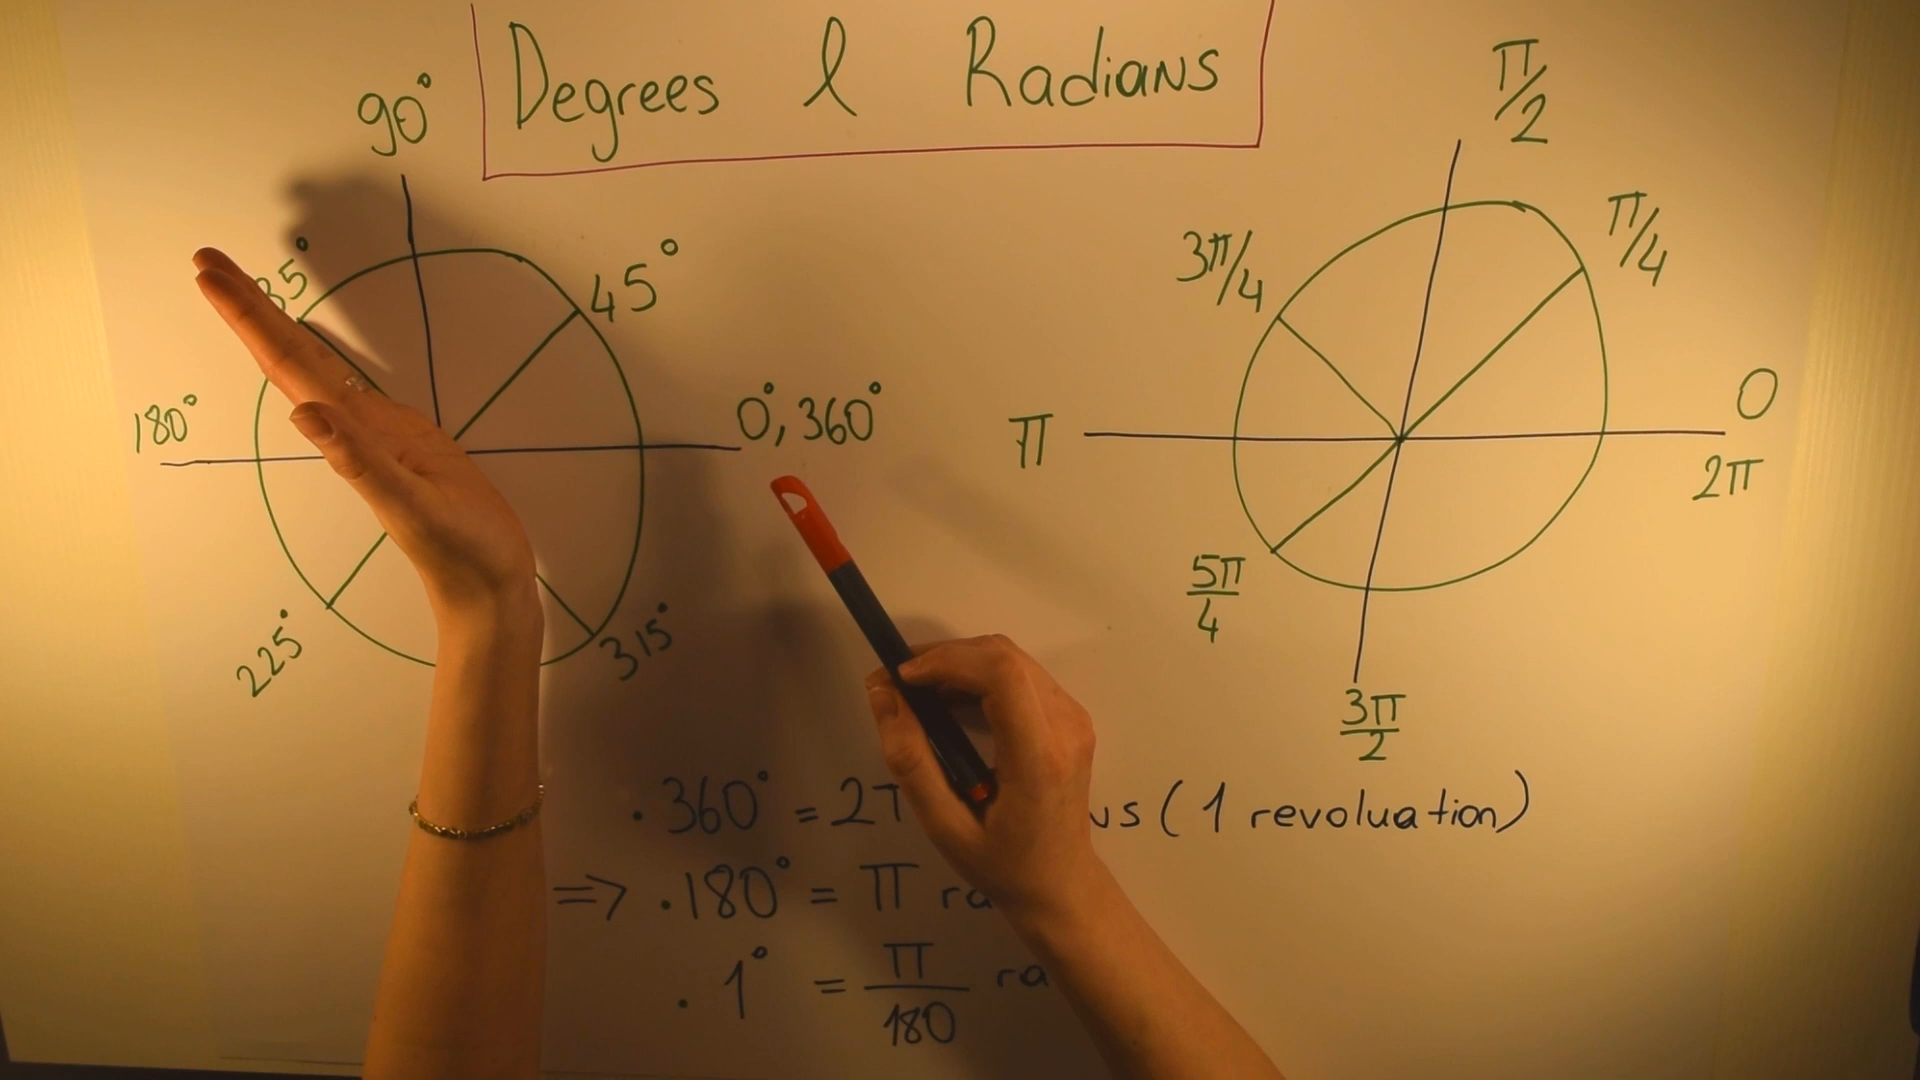 Degrees & Radians
90°
45°
35°
180°
0°, 360°
225°
315°
π/2
π/4
3π/4
π
0
2π
5π/4
3π/2
· 360° = 2π (1 revoluation)
=> · 180° = π
· 1° = π/180